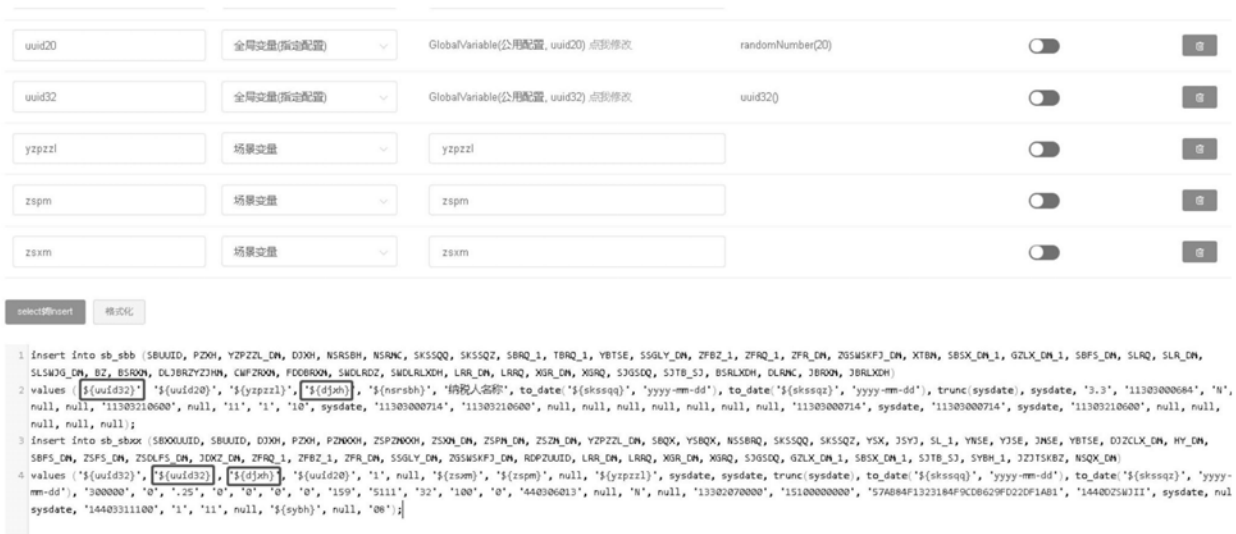 uuid20 全局变量(指定配置) GlobalVariable(公用配置, uuid20) 点我修改 randomNumber(20)
uuid32 全局变量(指定配置) GlobalVariable(公用配置, uuid32) 点我修改 uuid32()
yzpzzl 场景变量 yzpzzl
zspm 场景变量 zspm
zsxm 场景变量 zsxm
select转insert 格式化
1 insert into sb_sbb (SBUUID, PZXH, YZPZZL_DM, DJXH, NSRSBH, NSRMC, SKSSQQ, SKSSQZ, SBRQ_1, TBRQ_1, YBTSE, SSGLY_DM, ZFBZ_1, ZFRQ_1, ZFR_DM, ZGSWSKFJ_DM, XTBM, SBSX_DM_1, GZLX_DM_1, SBFS_DM, SLRQ, SLR_DM,
SLSWJG_DM, BZ, BSRXM, DLJBRZYZJHM, CWFZRXM, FDDBRXM, SWDLRDZ, SWDLRLXDH, LRR_DM, LRRQ, XGR_DM, XGRQ, SJGSDQ, SJTB_SJ, BSRLXDH, DLRMC, JBRXM, JBRLXDH)
2 values ('${uuid32}', '${uuid20}', '${yzpzzl}', '${djxh}', '${nsrsbh}', '纳税人名称', to_date('${skssqq}', 'yyyy-mm-dd'), to_date('${skssqz}', 'yyyy-mm-dd'), trunc(sysdate), sysdate, '3.3', '11303000684', 'N',
null, null, '11303210600', null, '11', '1', '10', sysdate, '11303000714', '11303210600', null, null, null, null, null, null, null, '11303000714', sysdate, '11303000714', sysdate, '11303210600', null, null,
null, null, null);
3 insert into sb_sbxx (SBXXUUID, SBUUID, DJXH, PZXH, PZMXXH, ZSPZMXXH, ZSXM_DM, ZSPM_DM, ZSZM_DM, YZPZZL_DM, SBQX, YSBQX, NSSBRQ, SKSSQQ, SKSSQZ, YSX, JSYJ, SL_1, YNSE, YJSE, JMSE, YBTSE, DJZCLX_DM, HY_DM,
SBFS_DM, ZSFS_DM, ZSDLFS_DM, JDXZ_DM, ZFRQ_1, ZFBZ_1, ZFR_DM, SSGLY_DM, ZGSWSKFJ_DM, RDPZUUID, LRR_DM, LRRQ, XGR_DM, XGRQ, SJGSDQ, GZLX_DM_1, SBSX_DM_1, SJTB_SJ, SYBH_1, JZJTSKBZ, NSQX_DM)
4 values ('${uuid32}', '${uuid32}', '${djxh}', '${uuid20}', '1', null, '${zsxm}', '${zspm}', null, '${yzpzzl}', sysdate, sysdate, trunc(sysdate), to_date('${skssqq}', 'yyyy-mm-dd'), to_date('${skssqz}', 'yyyy-
mm-dd'), '300000', '0', '.25', '0', '0', '0', '0', '159', '5111', '32', '100', '0', '440306013', null, 'N', null, '13302070000', '15100000000', '57AB84F1323184F9CDB629FD22DF1AB1', '1440DZSWJII', sysdate, nul
sysdate, '14403311100', '1', '11', null, '${sybh}', null, '08');